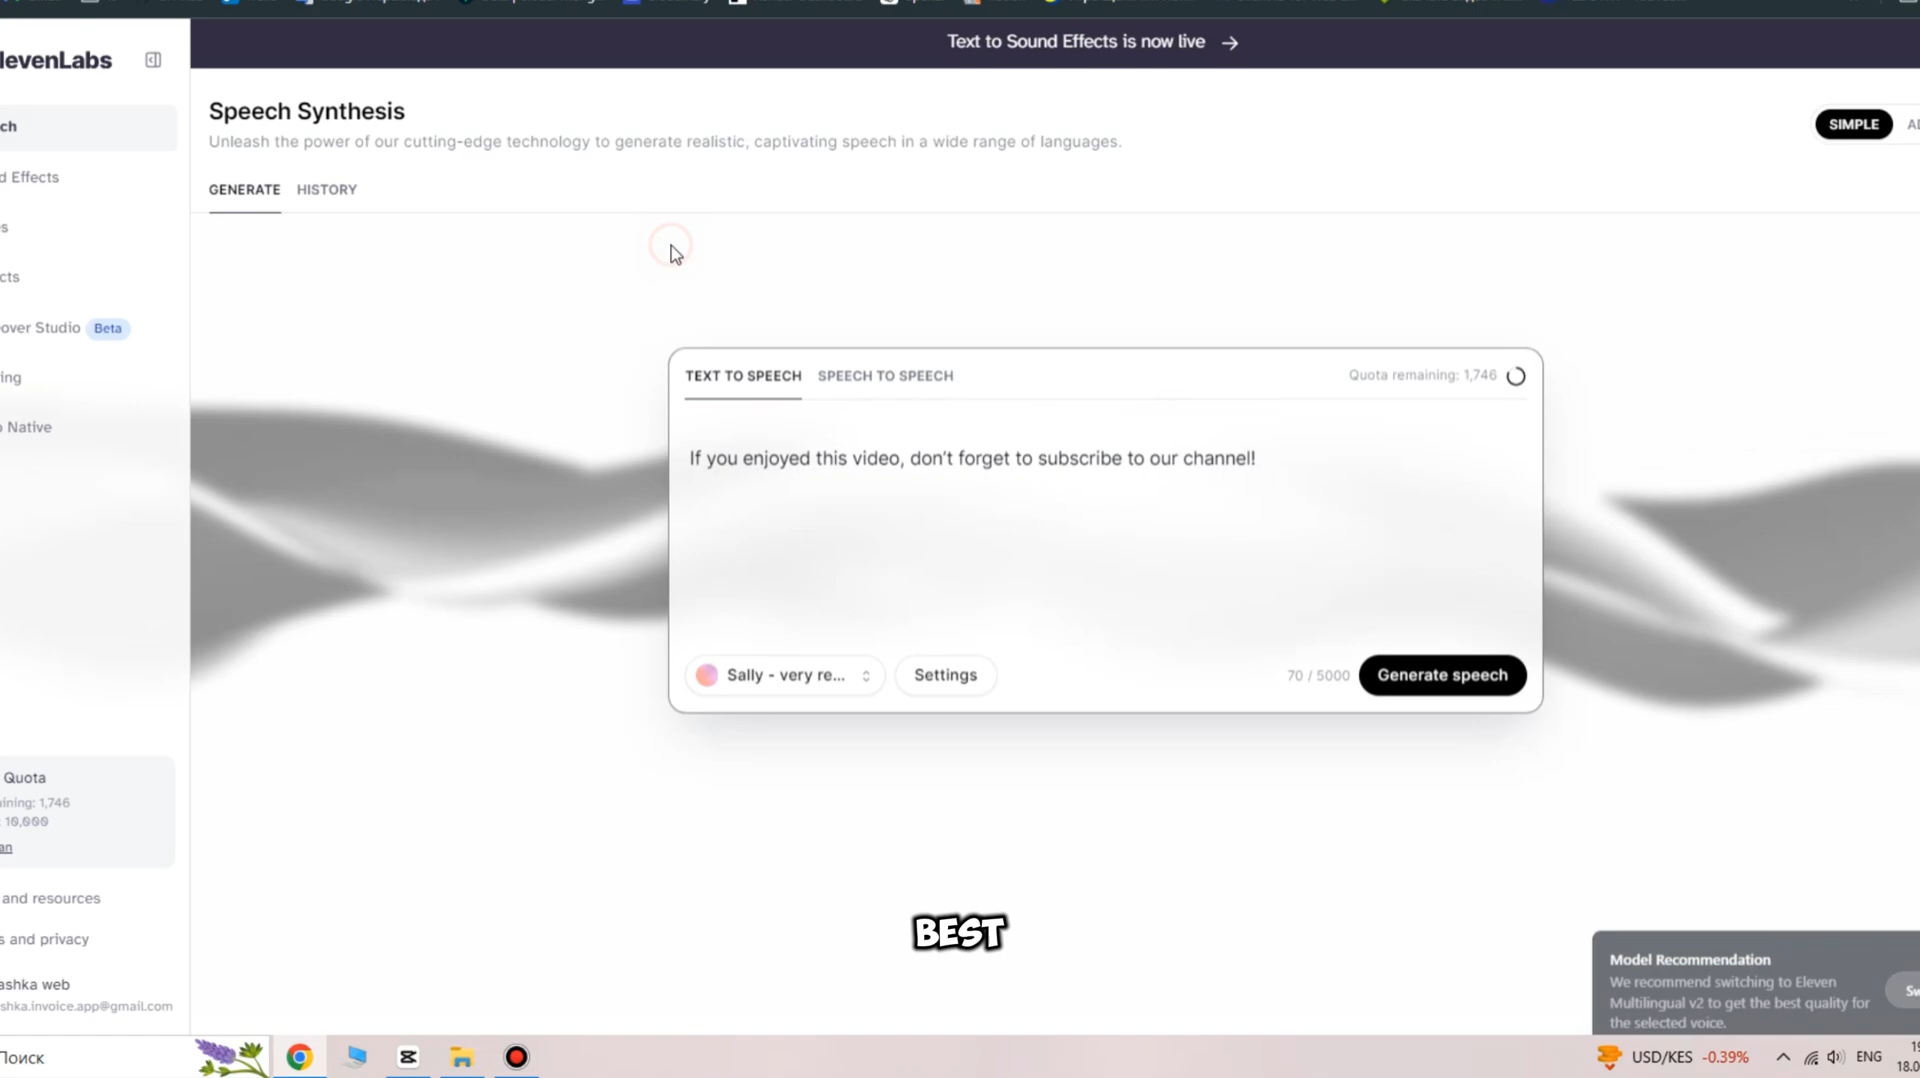 levenLabs
Text to Sound Effects is now live →
ch
d Effects
s
cts
over Studio Beta
ing
o Native
Speech Synthesis
Unleash the power of our cutting-edge technology to generate realistic, captivating speech in a wide range of languages.
SIMPLE
GENERATE HISTORY
TEXT TO SPEECH SPEECH TO SPEECH Quota remaining: 1,746
If you enjoyed this video, don't forget to subscribe to our channel!
Sally - very re... Settings 70 / 5000 Generate speech
Quota
ining: 1,746
: 10,000
an
and resources
s and privacy
ashka web
shka.invoice.app@gmail.com
BEST
Model Recommendation
We recommend switching to Eleven
Multilingual v2 to get the best quality for
the selected voice.
Sw
Поиск
USD/KES -0.39% ENG